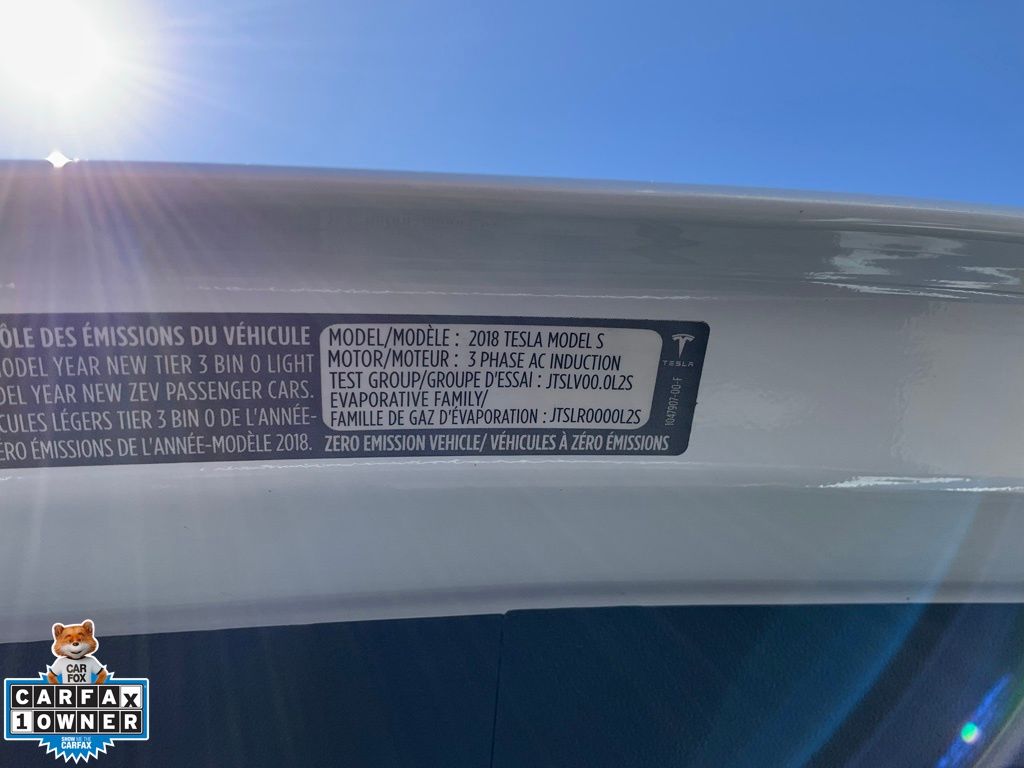 ÔLE DES ÉMISSIONS DU VÉHICULE
ODEL YEAR NEW TIER 3 BIN 0 LIGHT
DEL YEAR NEW ZEV PASSENGER CARS.
CULES LÉGERS TIER 3 BIN 0 DE L'ANNÉE-
ÉRO ÉMISSIONS DE L'ANNÉE-MODÈLE 2018.
MODEL/MODÈLE : 2018 TESLA MODEL S
MOTOR/MOTEUR : 3 PHASE AC INDUCTION
TEST GROUP/GROUPE D'ESSAI : JTSLV00.0L2S
EVAPORATIVE FAMILY/
FAMILLE DE GAZ D'ÉVAPORATION : JTSLR0000L2S
ZERO EMISSION VEHICLE/ VÉHICULES À ZÉRO ÉMISSIONS
TESLA
1047907-00-F
CAR
FOX
CARFAX
1 OWNER
SHOW ME THE
CARFAX